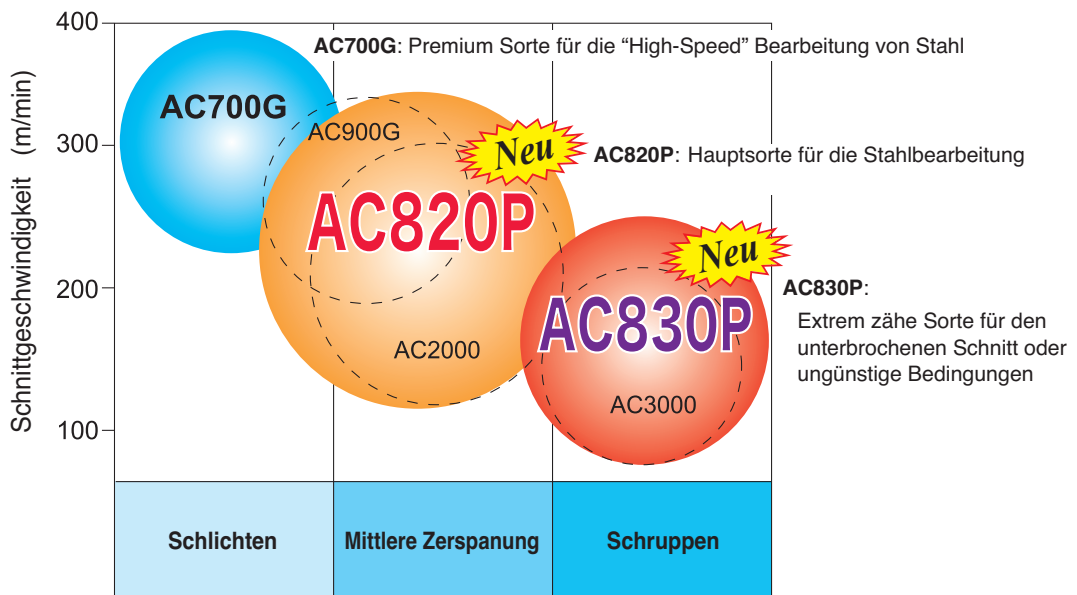 400
300
200
100
Schnittgeschwindigkeit (m/min)
AC700G: Premium Sorte für die “High-Speed” Bearbeitung von Stahl
AC700G
AC900G
Neu
AC820P: Hauptsorte für die Stahlbearbeitung
AC820P
Neu
AC830P:
Extrem zähe Sorte für den
unterbrochenen Schnitt oder
ungünstige Bedingungen
AC830P
AC2000
AC3000
Schlichten
Mittlere Zerspanung
Schruppen